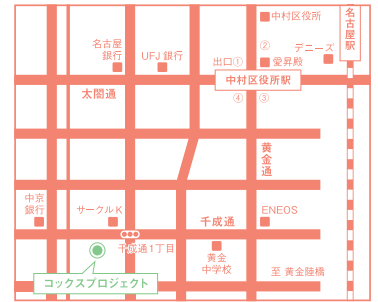 中村区役所
名古屋駅
名古屋
銀行
UFJ 銀行
出口①
②
愛昇殿
デニーズ
中村区役所駅
太閤通
④
③
黄金通
中京
銀行
サークルK
千成通
ENEOS
千成通1丁目
黄金
中学校
至 黄金陸橋
コックスプロジェクト